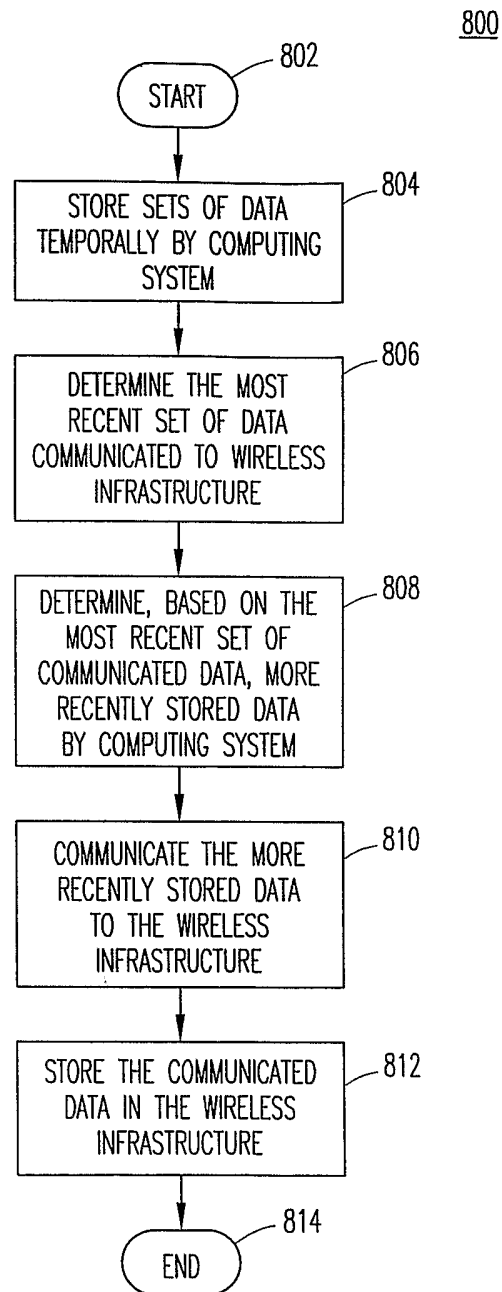 800
802
START
804
STORE SETS OF DATA
TEMPORALLY BY COMPUTING
SYSTEM
806
DETERMINE THE MOST
RECENT SET OF DATA
COMMUNICATED TO WIRELESS
INFRASTRUCTURE
808
DETERMINE, BASED ON THE
MOST RECENT SET OF
COMMUNICATED DATA, MORE
RECENTLY STORED DATA
BY COMPUTING SYSTEM
810
COMMUNICATE THE MORE
RECENTLY STORED DATA
TO THE WIRELESS
INFRASTRUCTURE
812
STORE THE COMMUNICATED
DATA IN THE WIRELESS
INFRASTRUCTURE
814
END